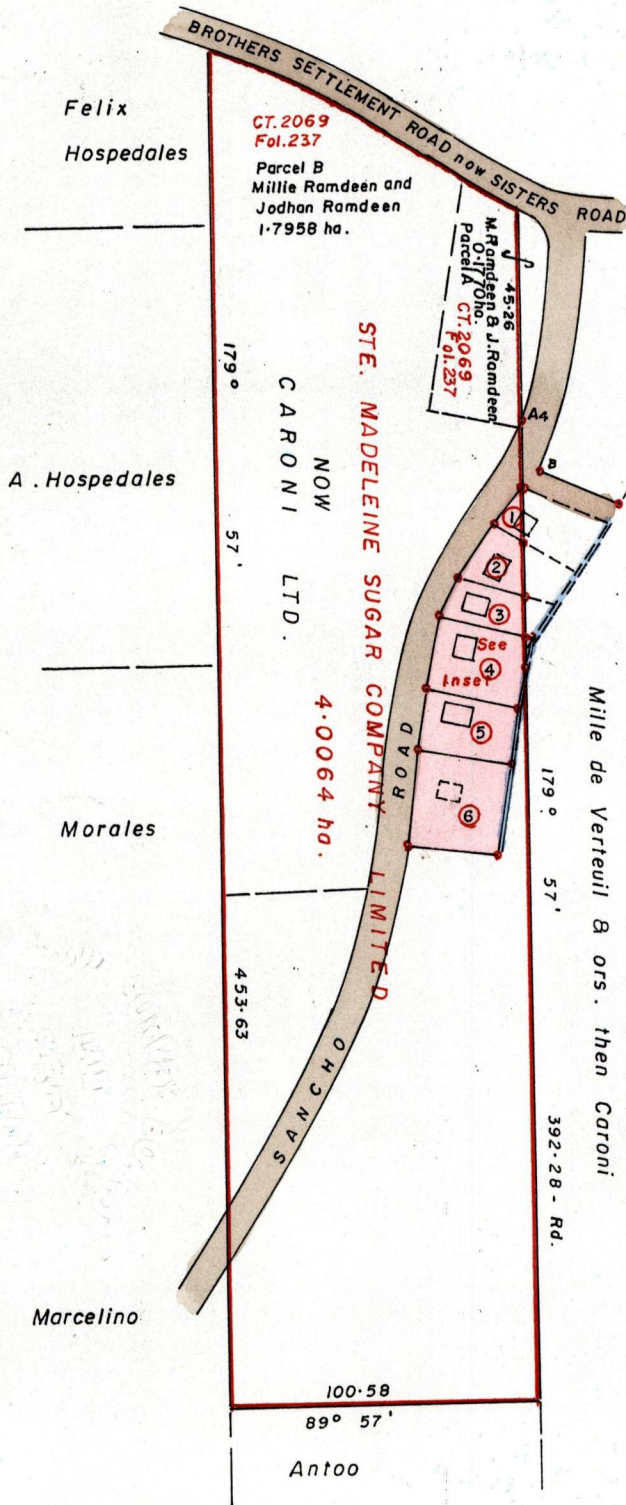 BROTHERS SETTLEMENT ROAD now SISTERS ROAD
Felix
Hospedales
CT.2069
Fol.237
Parcel B
Millie Ramdeen and
Jodhan Ramdeen
1·7958 ha.
45·26
M.Ramdeen & J.Ramdeen
0·1770ha.
Parcel A CT.2069
Fol.237
A4
B
A. Hospedales
179° 57'
453·63
STE. MADELEINE SUGAR COMPANY LIMITED
NOW
CARONI LTD.
4·0064 ha.
1
2
3
4
See
Inset
5
6
Mille de Verteuil & ors. then Caroni
179° 57'
392·28 - Rd.
Morales
SANCHO ROAD
Marcelino
100·58
89° 57'
Antoo